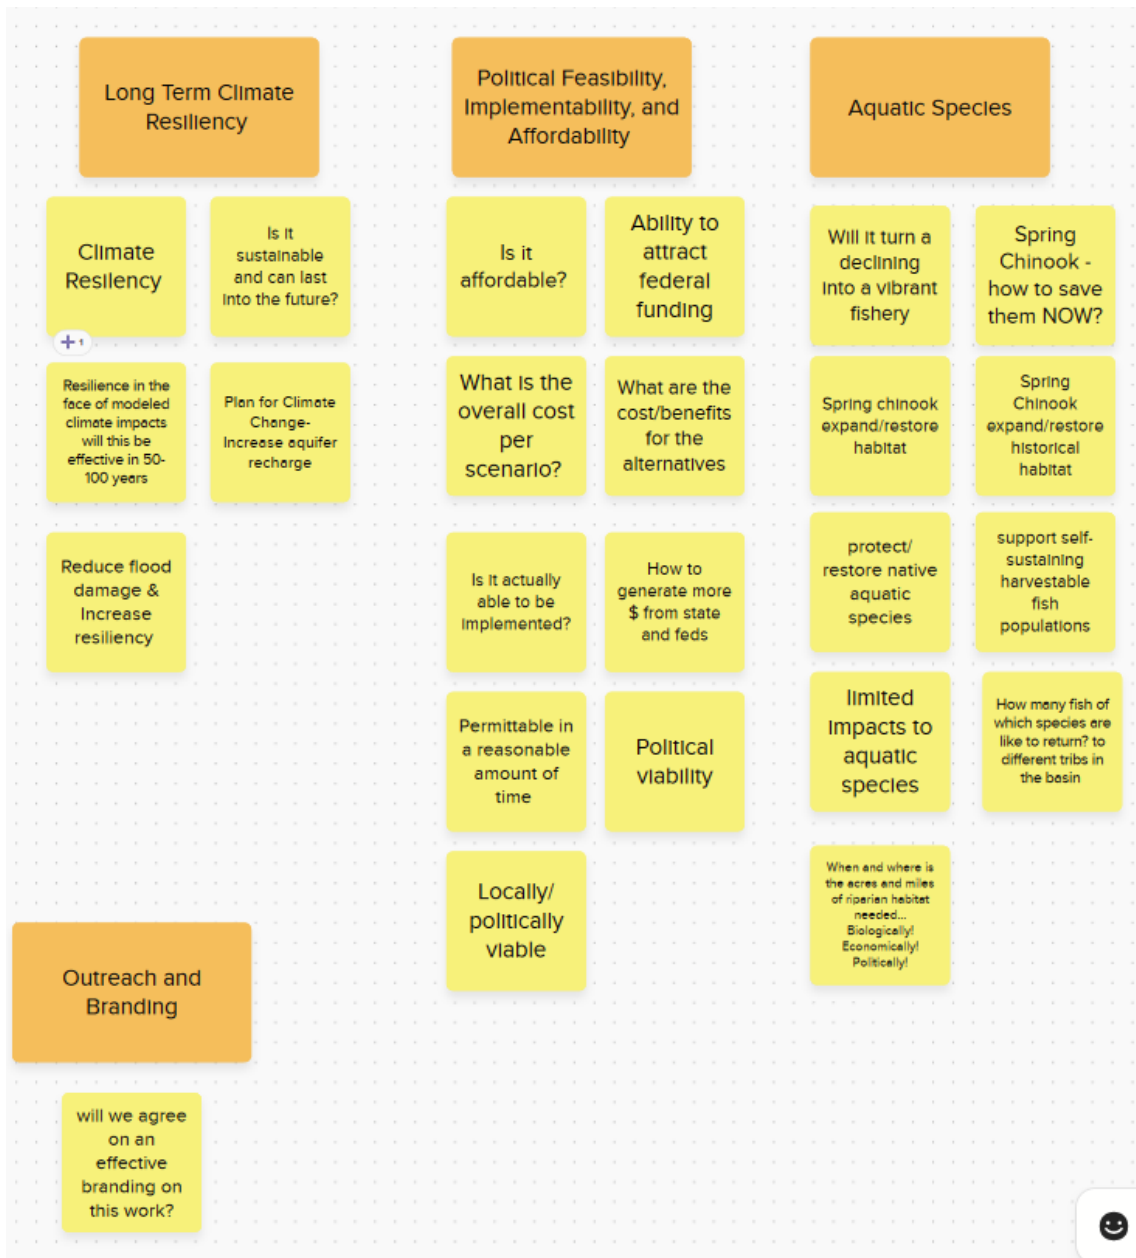 Long Term Climate
Resiliency
Climate
Resilency
+ 1
Is it
sustainable
and can last
into the future?
Resilience in the
face of modeled
climate impacts
will this be
effective in 50-
100 years
Plan for Climate
Change-
Increase aquifer
recharge
Reduce flood
damage &
Increase
resiliency
Political Feasibility,
Implementability, and
Affordability
Is it
affordable?
Ability to
attract
federal
funding
What is the
overall cost
per
scenario?
What are the
cost/benefits
for the
alternatives
Is it actually
able to be
implemented?
How to
generate more
$ from state
and feds
Permittable in
a reasonable
amount of
time
Political
viability
Locally/
politically
viable
Aquatic Species
Will it turn a
declining
into a vibrant
fishery
Spring
Chinook -
how to save
them NOW?
Spring chinook
expand/restore
habitat
Spring
Chinook
expand/restore
historical
habitat
protect/
restore native
aquatic
species
support self-
sustaining
harvestable
fish
populations
limited
impacts to
aquatic
species
How many fish of
which species are
like to return? to
different tribs in
the basin
When and where is
the acres and miles
of riparian habitat
needed...
Biologically!
Economically!
Politically!
Outreach and
Branding
will we agree
on an
effective
branding on
this work?